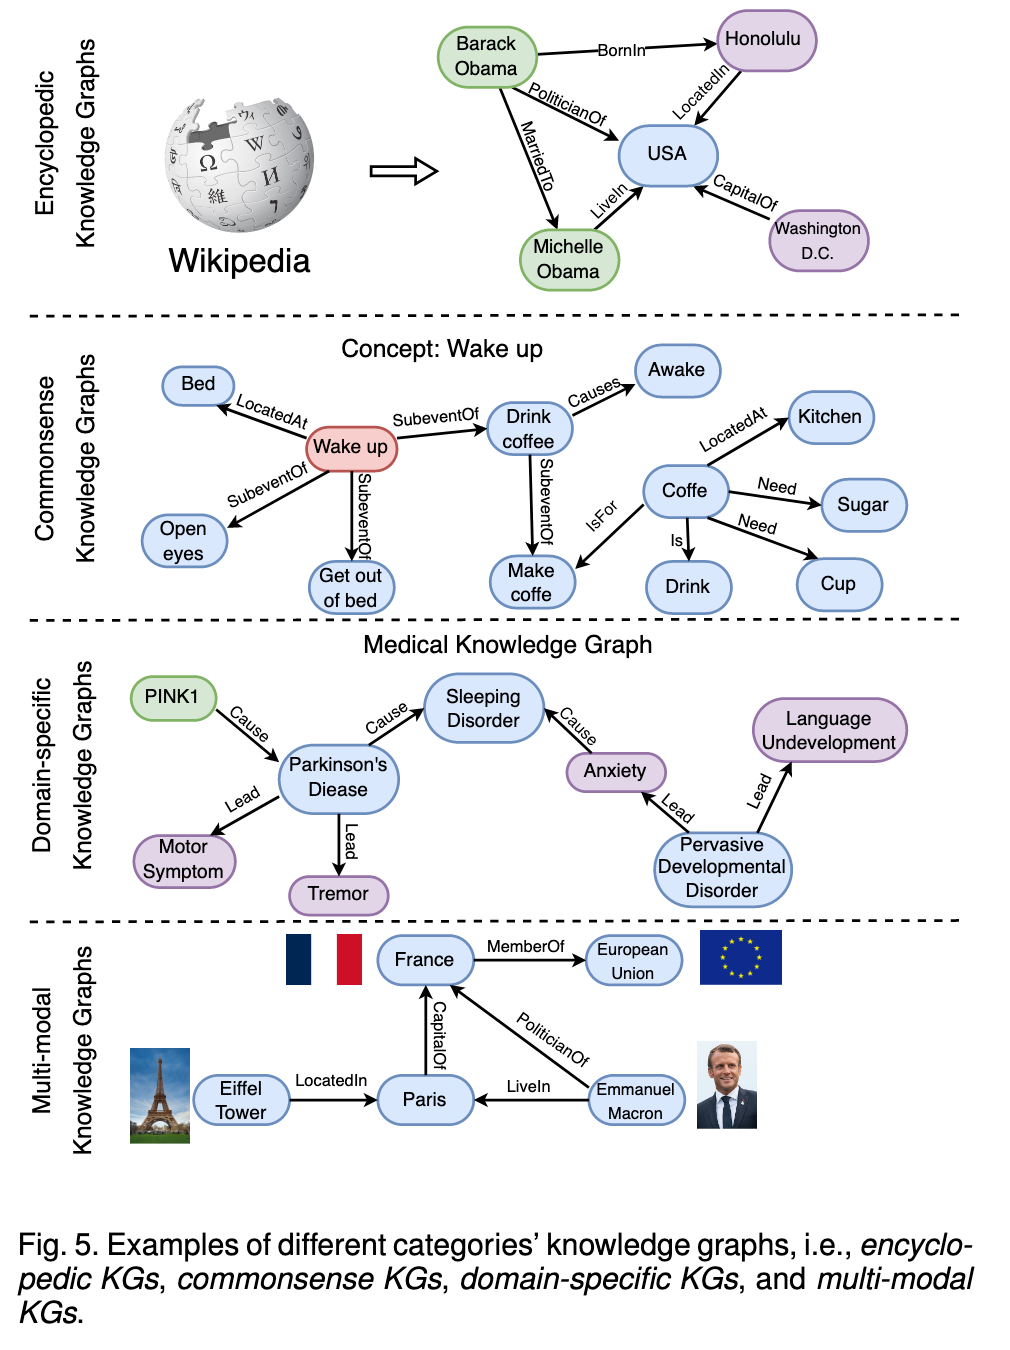 Encyclopedic
Knowledge Graphs
Ω
W
И
維
ウィ
Wikipedia
Barack
Obama
BornIn
Honolulu
PoliticianOf
LocatedIn
MarriedTo
USA
LiveIn
CapitalOf
Michelle
Obama
Washington
D.C.
Commonsense
Knowledge Graphs
Concept: Wake up
Bed
LocatedAt
Wake up
SubeventOf
Drink
coffee
Causes
Awake
SubeventOf
Open
eyes
SubeventOf
Get out
of bed
SubeventOf
Make
coffe
IsFor
Coffe
LocatedAt
Kitchen
Need
Sugar
Need
Cup
Is
Drink
Domain-specific
Knowledge Graphs
Medical Knowledge Graph
PINK1
Cause
Parkinson's
Diease
Cause
Sleeping
Disorder
Cause
Anxiety
Lead
Motor
Symptom
Lead
Tremor
Lead
Pervasive
Developmental
Disorder
Lead
Language
Undevelopment
Multi-modal
Knowledge Graphs
France
MemberOf
European
Union
CapitalOf
PoliticianOf
Eiffel
Tower
LocatedIn
Paris
LiveIn
Emmanuel
Macron
Fig. 5. Examples of different categories’ knowledge graphs, i.e., encyclo-
pedic KGs, commonsense KGs, domain-specific KGs, and multi-modal
KGs.